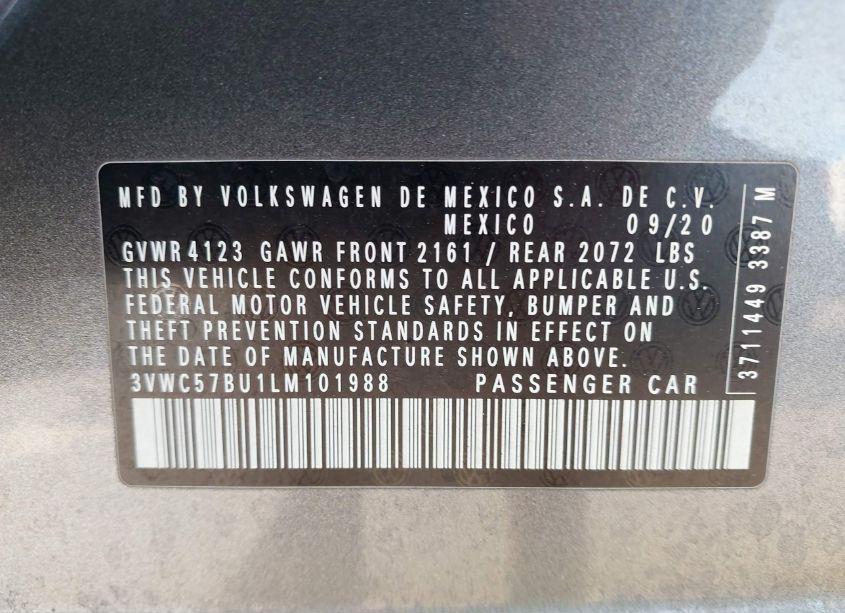 MFD BY VOLKSWAGEN DE MEXICO S.A. DE C.V.
MEXICO 09/20
GVWR 4123 GAWR FRONT 2161 / REAR 2072 LBS
THIS VEHICLE CONFORMS TO ALL APPLICABLE U.S.
FEDERAL MOTOR VEHICLE SAFETY, BUMPER AND
THEFT PREVENTION STANDARDS IN EFFECT ON
THE DATE OF MANUFACTURE SHOWN ABOVE.
3VWC57BU1LM101988 PASSENGER CAR
3711449 3387 M